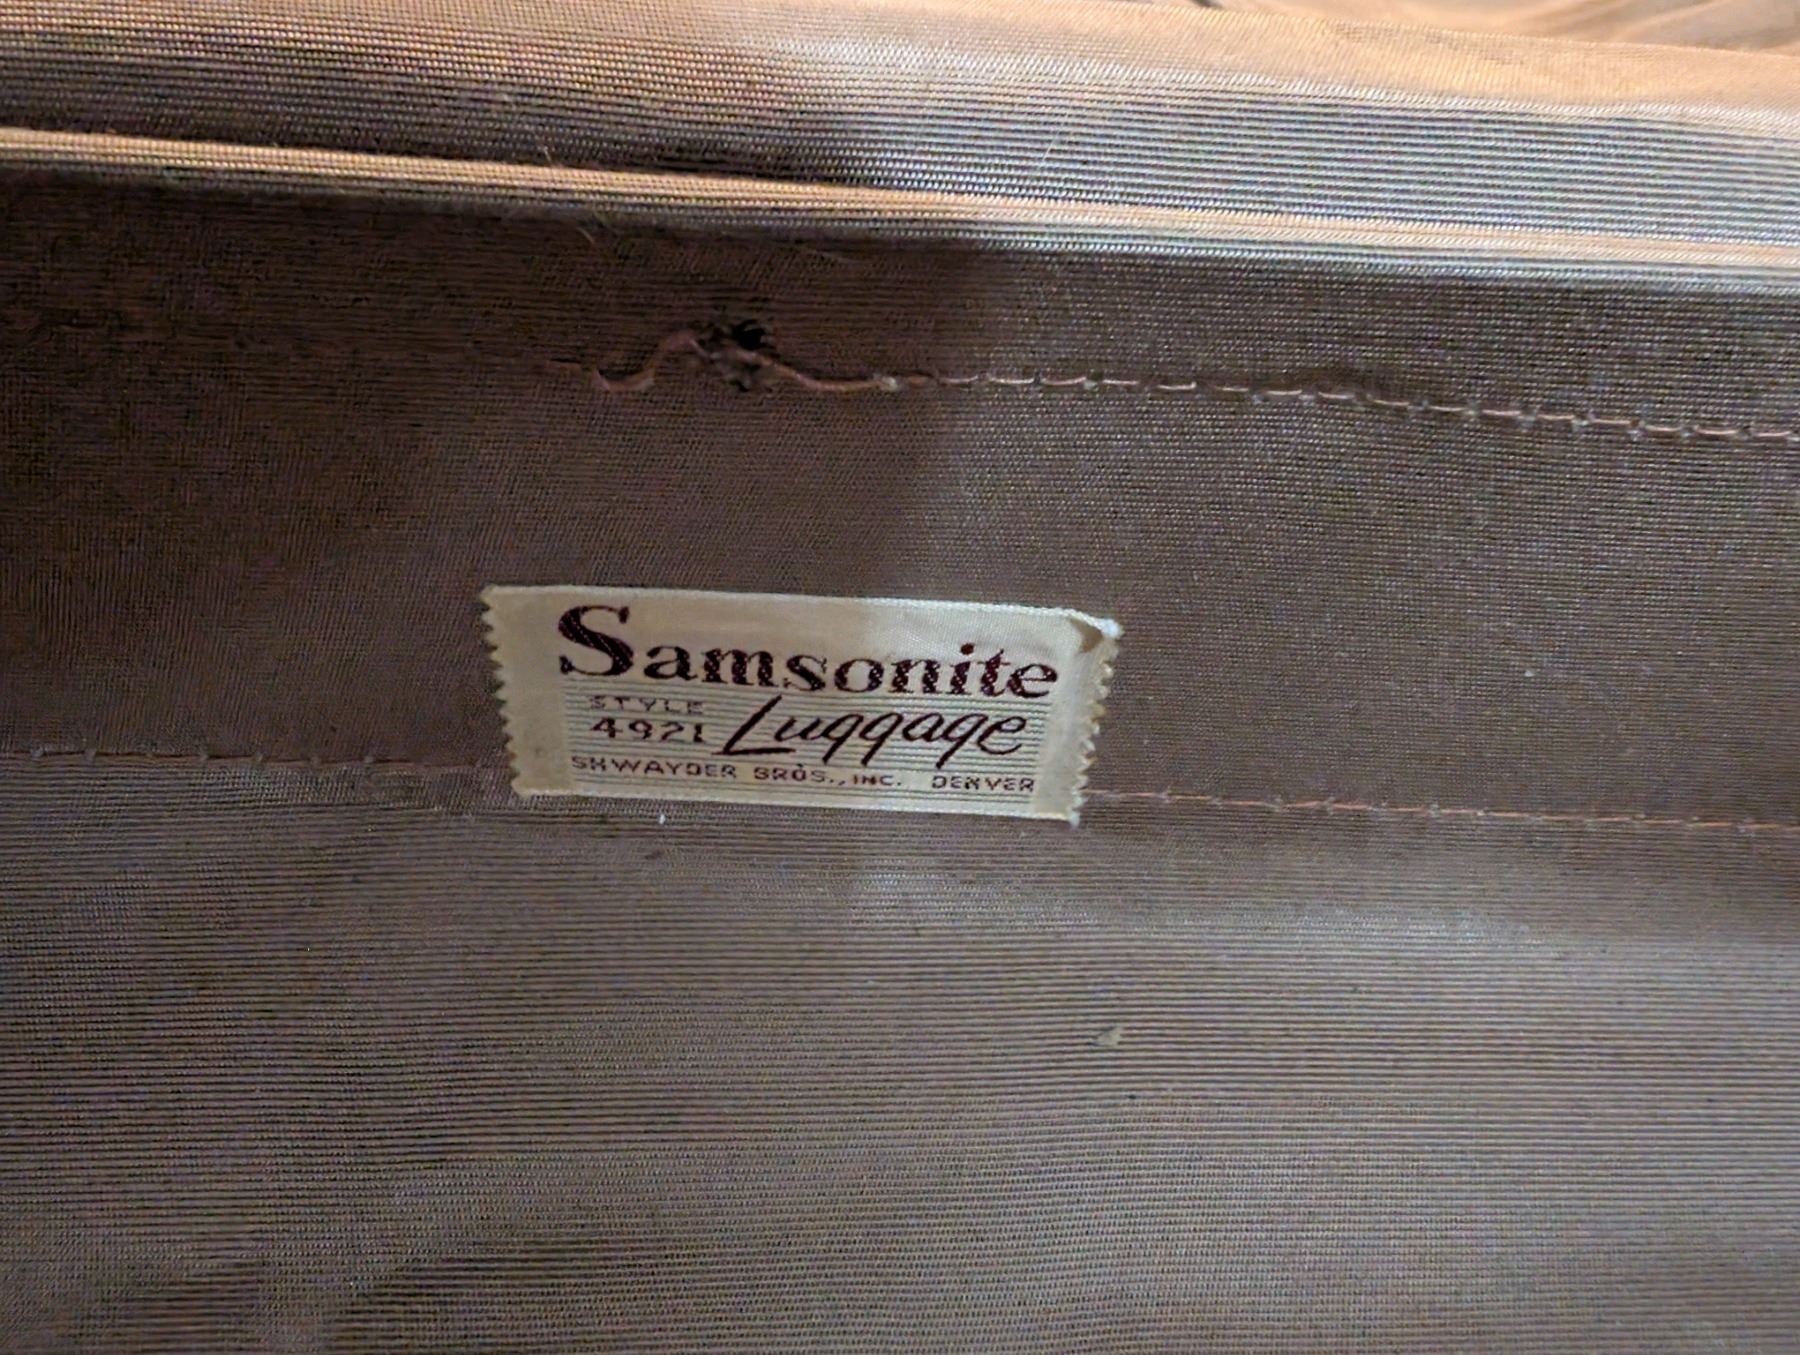 Samsonite
STYLE
4921 Luggage
SHWAYDER BROS., INC. DENVER